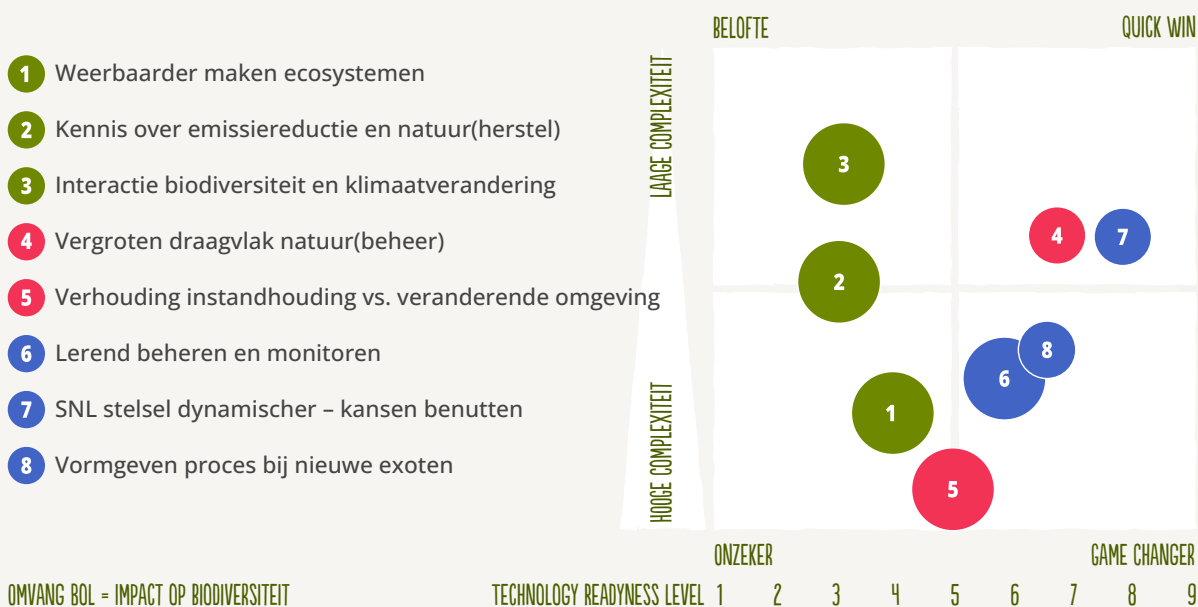 BELOFTE
QUICK WIN
1 Weerbaarder maken ecosystemen
2 Kennis over emissiereductie en natuur(herstel)
3 Interactie biodiversiteit en klimaatverandering
4 Vergroten draagvlak natuur(beheer)
5 Verhouding instandhouding vs. veranderende omgeving
6 Lerend beheren en monitoren
7 SNL stelsel dynamischer – kansen benutten
8 Vormgeven proces bij nieuwe exoten
LAAGE COMPLEXITEIT
HOOGE COMPLEXITEIT
3
4
7
2
8
6
1
5
ONZEKER
GAME CHANGER
OMVANG BOL = IMPACT OP BIODIVERSITEIT
TECHNOLOGY READYNESS LEVEL 1 2 3 4 5 6 7 8 9